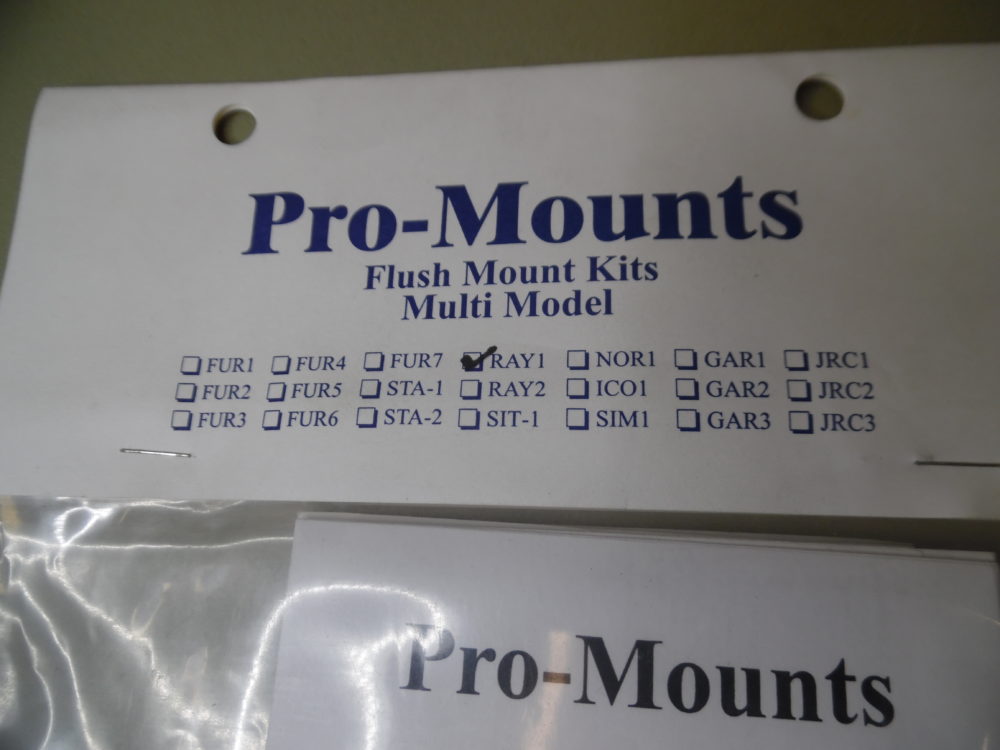 Pro-Mounts
Flush Mount Kits
Multi Model
☐ FUR1 ☐ FUR4 ☐ FUR7 ☑ RAY1 ☐ NOR1 ☐ GAR1 ☐ JRC1
☐ FUR2 ☐ FUR5 ☐ STA-1 ☐ RAY2 ☐ ICO1 ☐ GAR2 ☐ JRC2
☐ FUR3 ☐ FUR6 ☐ STA-2 ☐ SIT-1 ☐ SIM1 ☐ GAR3 ☐ JRC3
Pro-Mounts